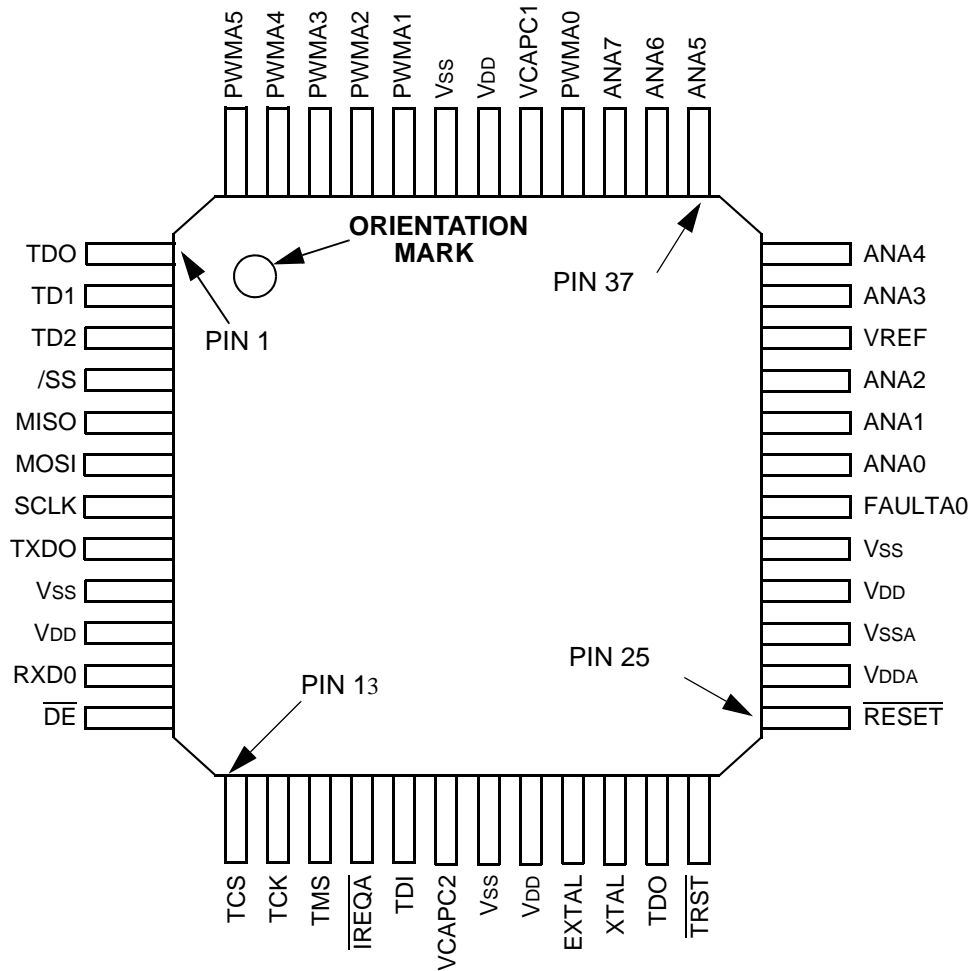 PWMA5
PWMA4
PWMA3
PWMA2
PWMA1
VSS
VDD
VCAPC1
PWMA0
ANA7
ANA6
ANA5
ORIENTATION
MARK
PIN 37
PIN 1
TDO
TD1
TD2
/SS
MISO
MOSI
SCLK
TXDO
VSS
VDD
RXD0
DE
ANA4
ANA3
VREF
ANA2
ANA1
ANA0
FAULTA0
VSS
VDD
VSSA
VDDA
RESET
PIN 25
PIN 13
TCS
TCK
TMS
IREQA
TDI
VCAPC2
VSS
VDD
EXTAL
XTAL
TDO
TRST